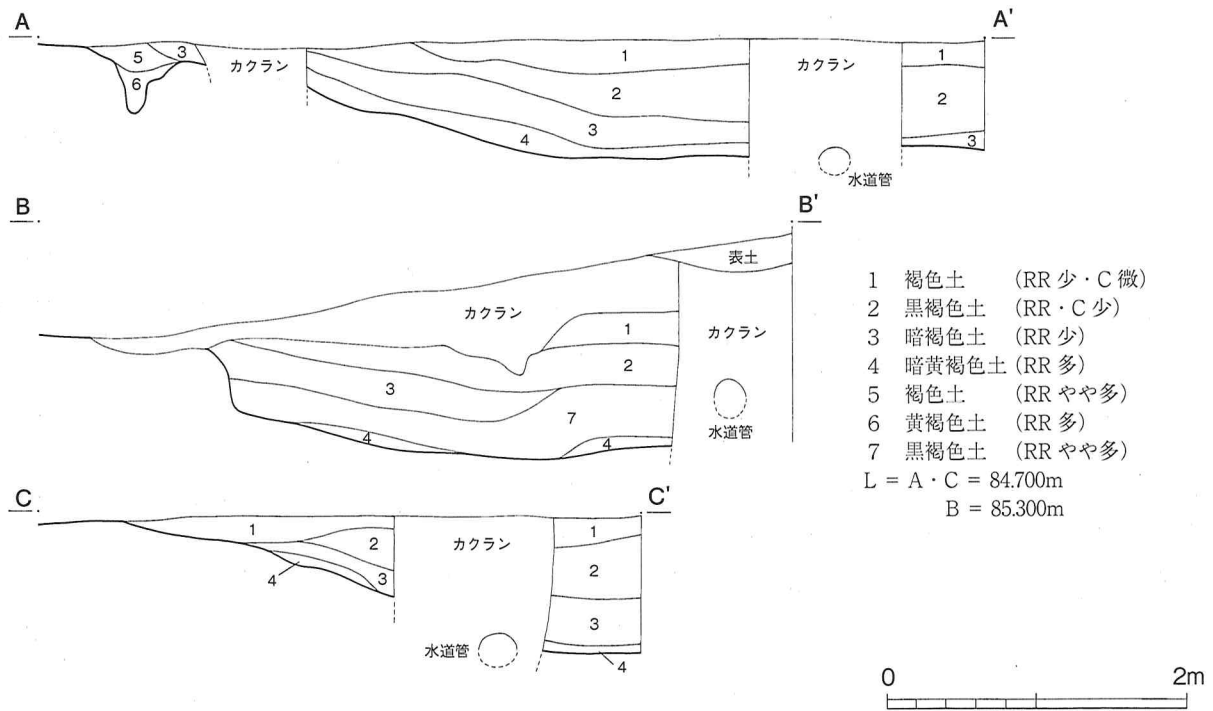 A A'
5 3 カクラン 1 カクラン 1
6 2 2
3
4 3
水道管
B B'
表土
カクラン
1 カクラン
2
3
7
水道管
4 4
C C'
1 2 カクラン 1
2
4 3
3
水道管
4
1 褐色土 (RR 少・C 微)
2 黒褐色土 (RR・C 少)
3 暗褐色土 (RR 少)
4 暗黄褐色土 (RR 多)
5 褐色土 (RR やや多)
6 黄褐色土 (RR 多)
7 黒褐色土 (RR やや多)
L = A・C = 84.700m
B = 85.300m
0 2m